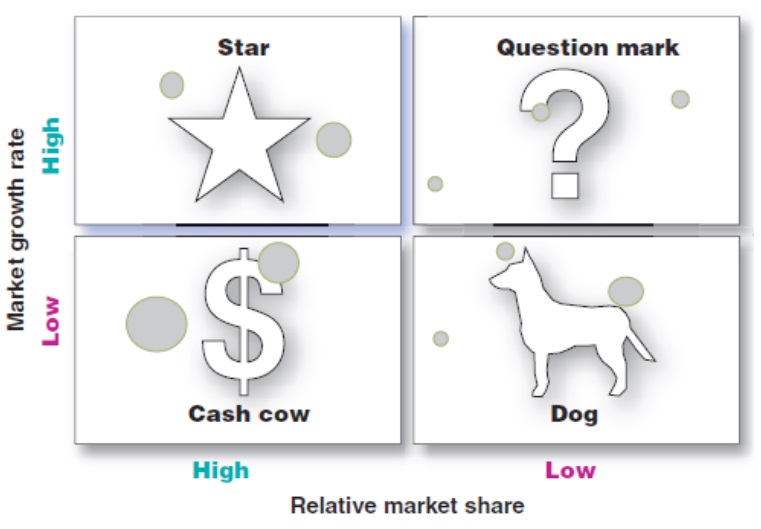 Star
Question mark
?
Market growth rate
High
Low
$
Cash cow
Dog
High
Low
Relative market share